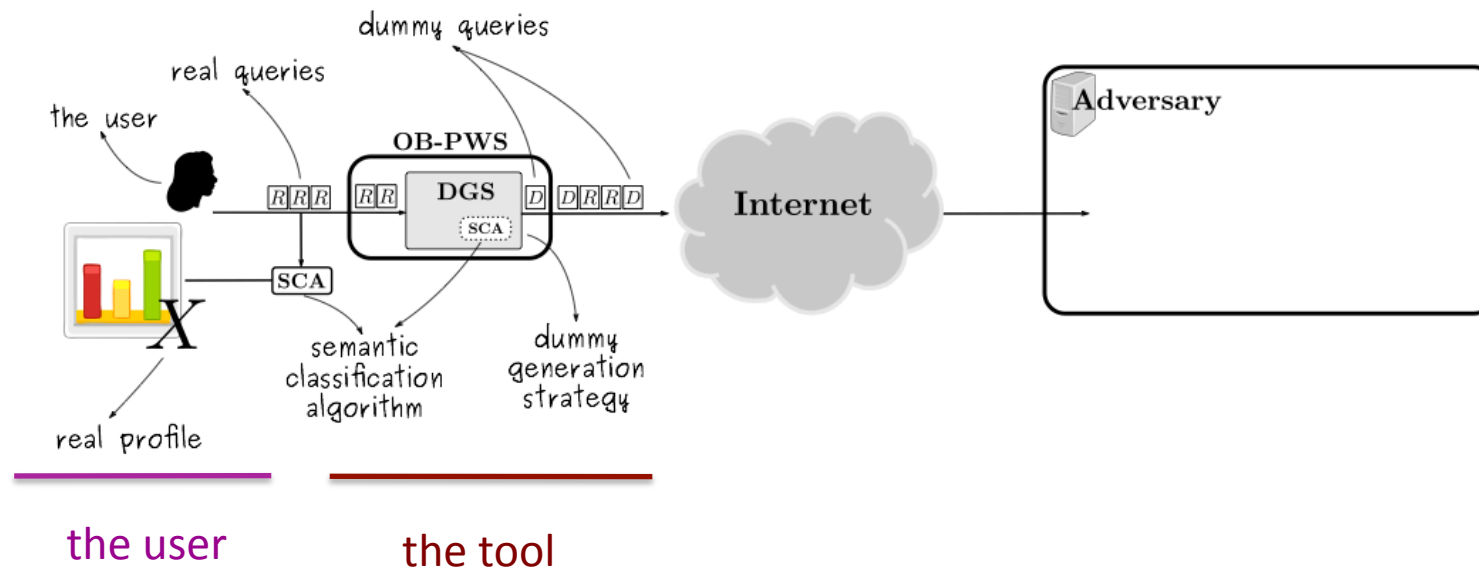 dummy queries
real queries
the user
OB-PWS
Adversary
R R R
R R
DGS
D
D R R D
SCA
Internet
SCA
X
semantic
classification
algorithm
dummy
generation
strategy
real profile
the user
the tool